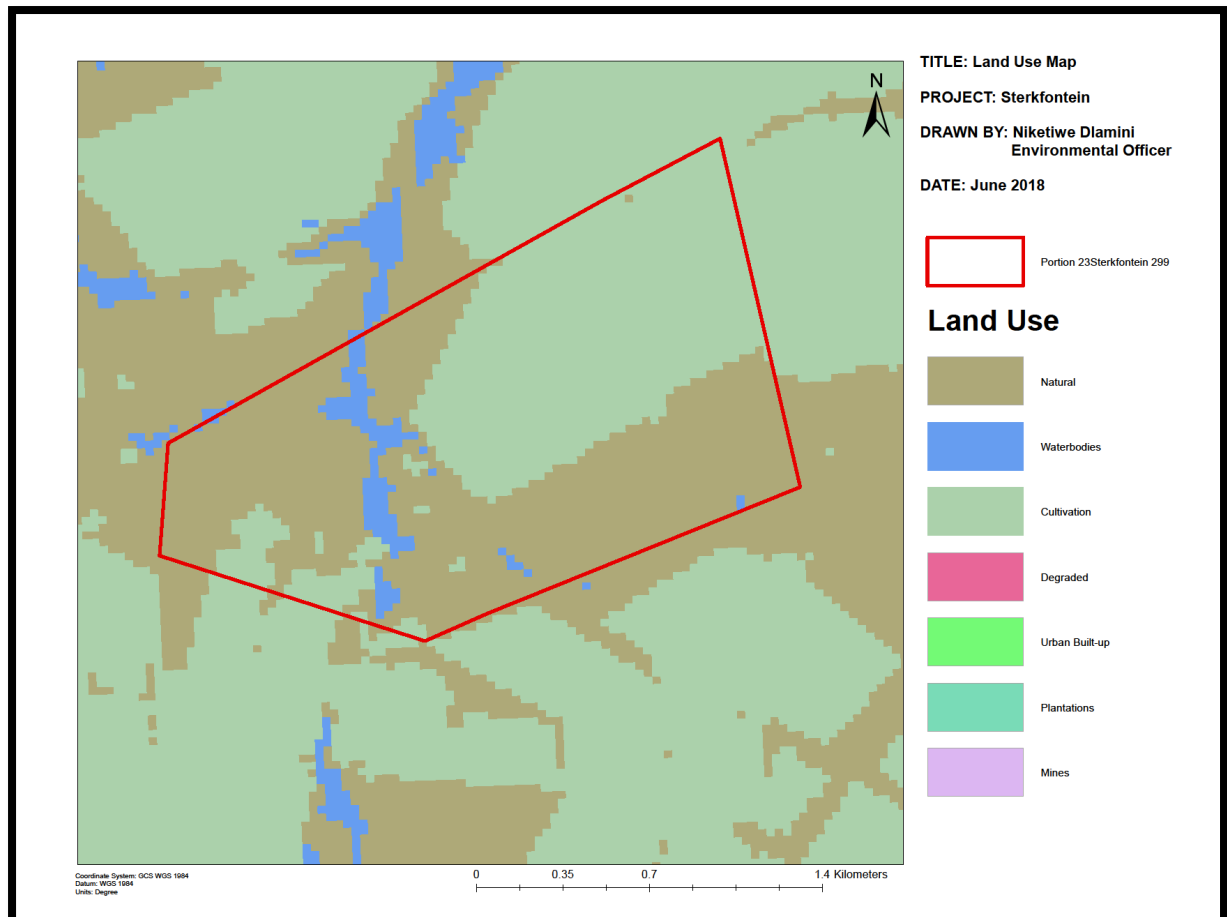 TITLE: Land Use Map
PROJECT: Sterkfontein
DRAWN BY: Niketiwe Dlamini
Environmental Officer
DATE: June 2018
N
Portion 23Sterkfontein 299
Land Use
Natural
Waterbodies
Cultivation
Degraded
Urban Built-up
Plantations
Mines
Coordinate System: GCS WGS 1984
Datum: WGS 1984
Units: Degree
0 0.35 0.7 1.4 Kilometers